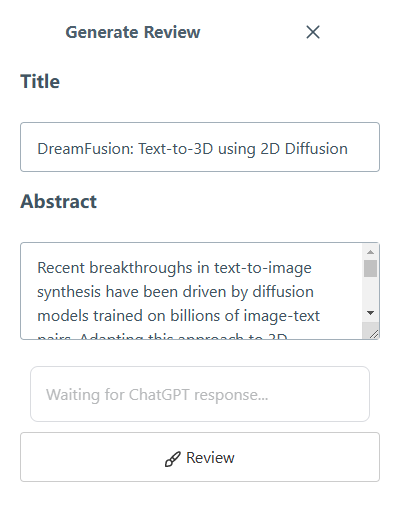 Generate Review
Title
DreamFusion: Text-to-3D using 2D Diffusion
Abstract
Recent breakthroughs in text-to-image
synthesis have been driven by diffusion
models trained on billions of image-text
pairs. Adapting this approach to 3D
Waiting for ChatGPT response...
Review